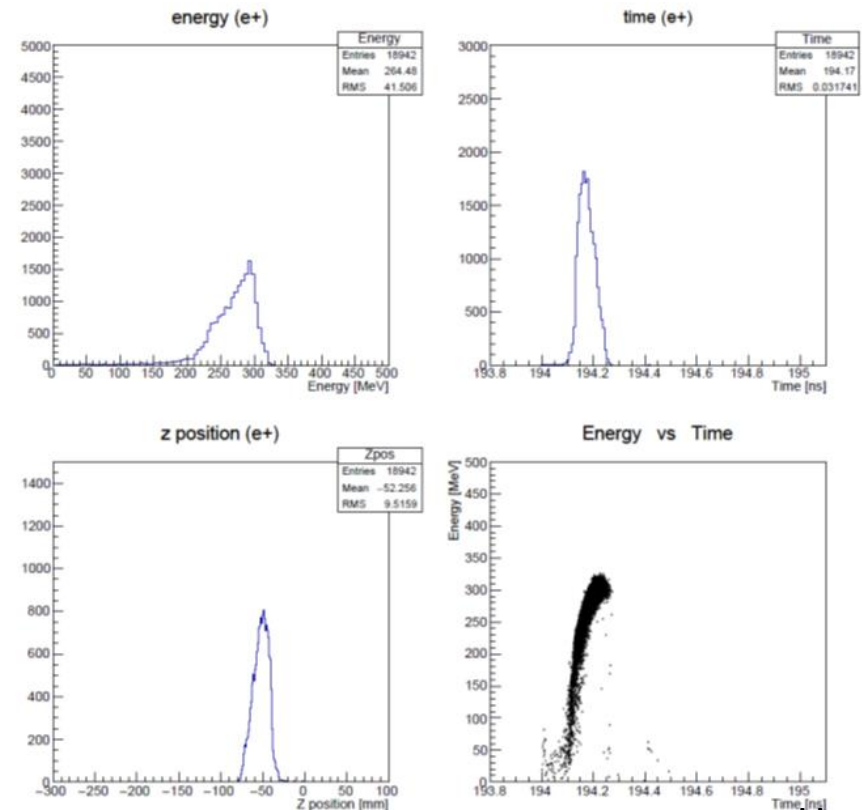 energy (e+)
Energy
Entries 18942
Mean 264.48
RMS 41.506
5000
4500
4000
3500
3000
2500
2000
1500
1000
500
0
0 50 100 150 200 250 300 350 400 450 500
Energy [MeV]
time (e+)
Time
Entries 18942
Mean 194.17
RMS 0.031741
3000
2500
2000
1500
1000
500
0
193.8 194 194.2 194.4 194.6 194.8 195
Time [ns]
z position (e+)
Zpos
Entries 18942
Mean −52.256
RMS 9.5159
1400
1200
1000
800
600
400
200
0
−300 −250 −200 −150 −100 −50 0 50 100
Z position [mm]
Energy vs Time
Energy [MeV]
500
450
400
350
300
250
200
150
100
50
0
193.8 194 194.2 194.4 194.6 194.8 195
Time [ns]